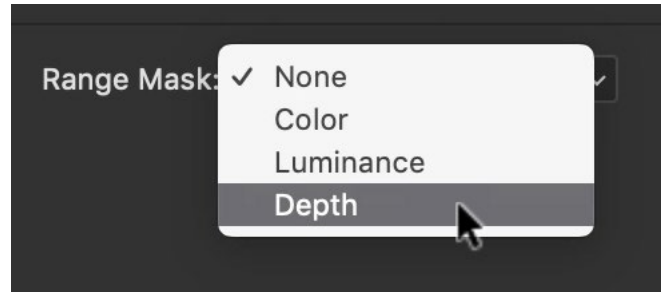 Range Mask: ✓ None
Color
Luminance
Depth